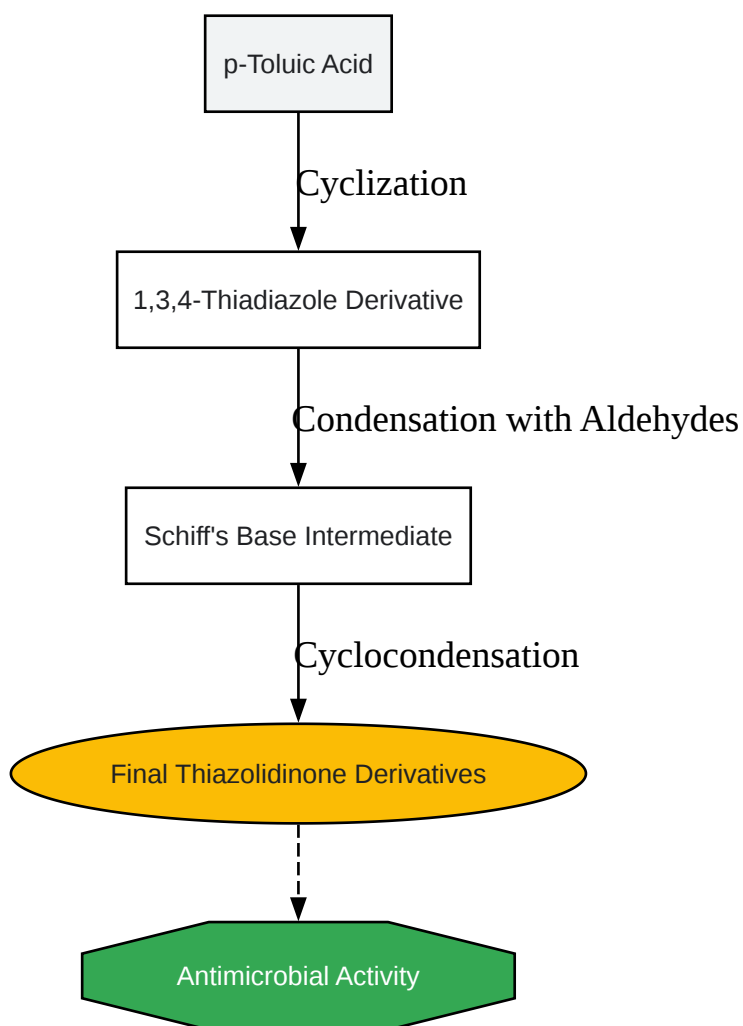 p-Toluic Acid
Cyclization
1,3,4-Thiadiazole Derivative
Condensation with Aldehydes
Schiff's Base Intermediate
Cyclocondensation
Final Thiazolidinone Derivatives
Antimicrobial Activity